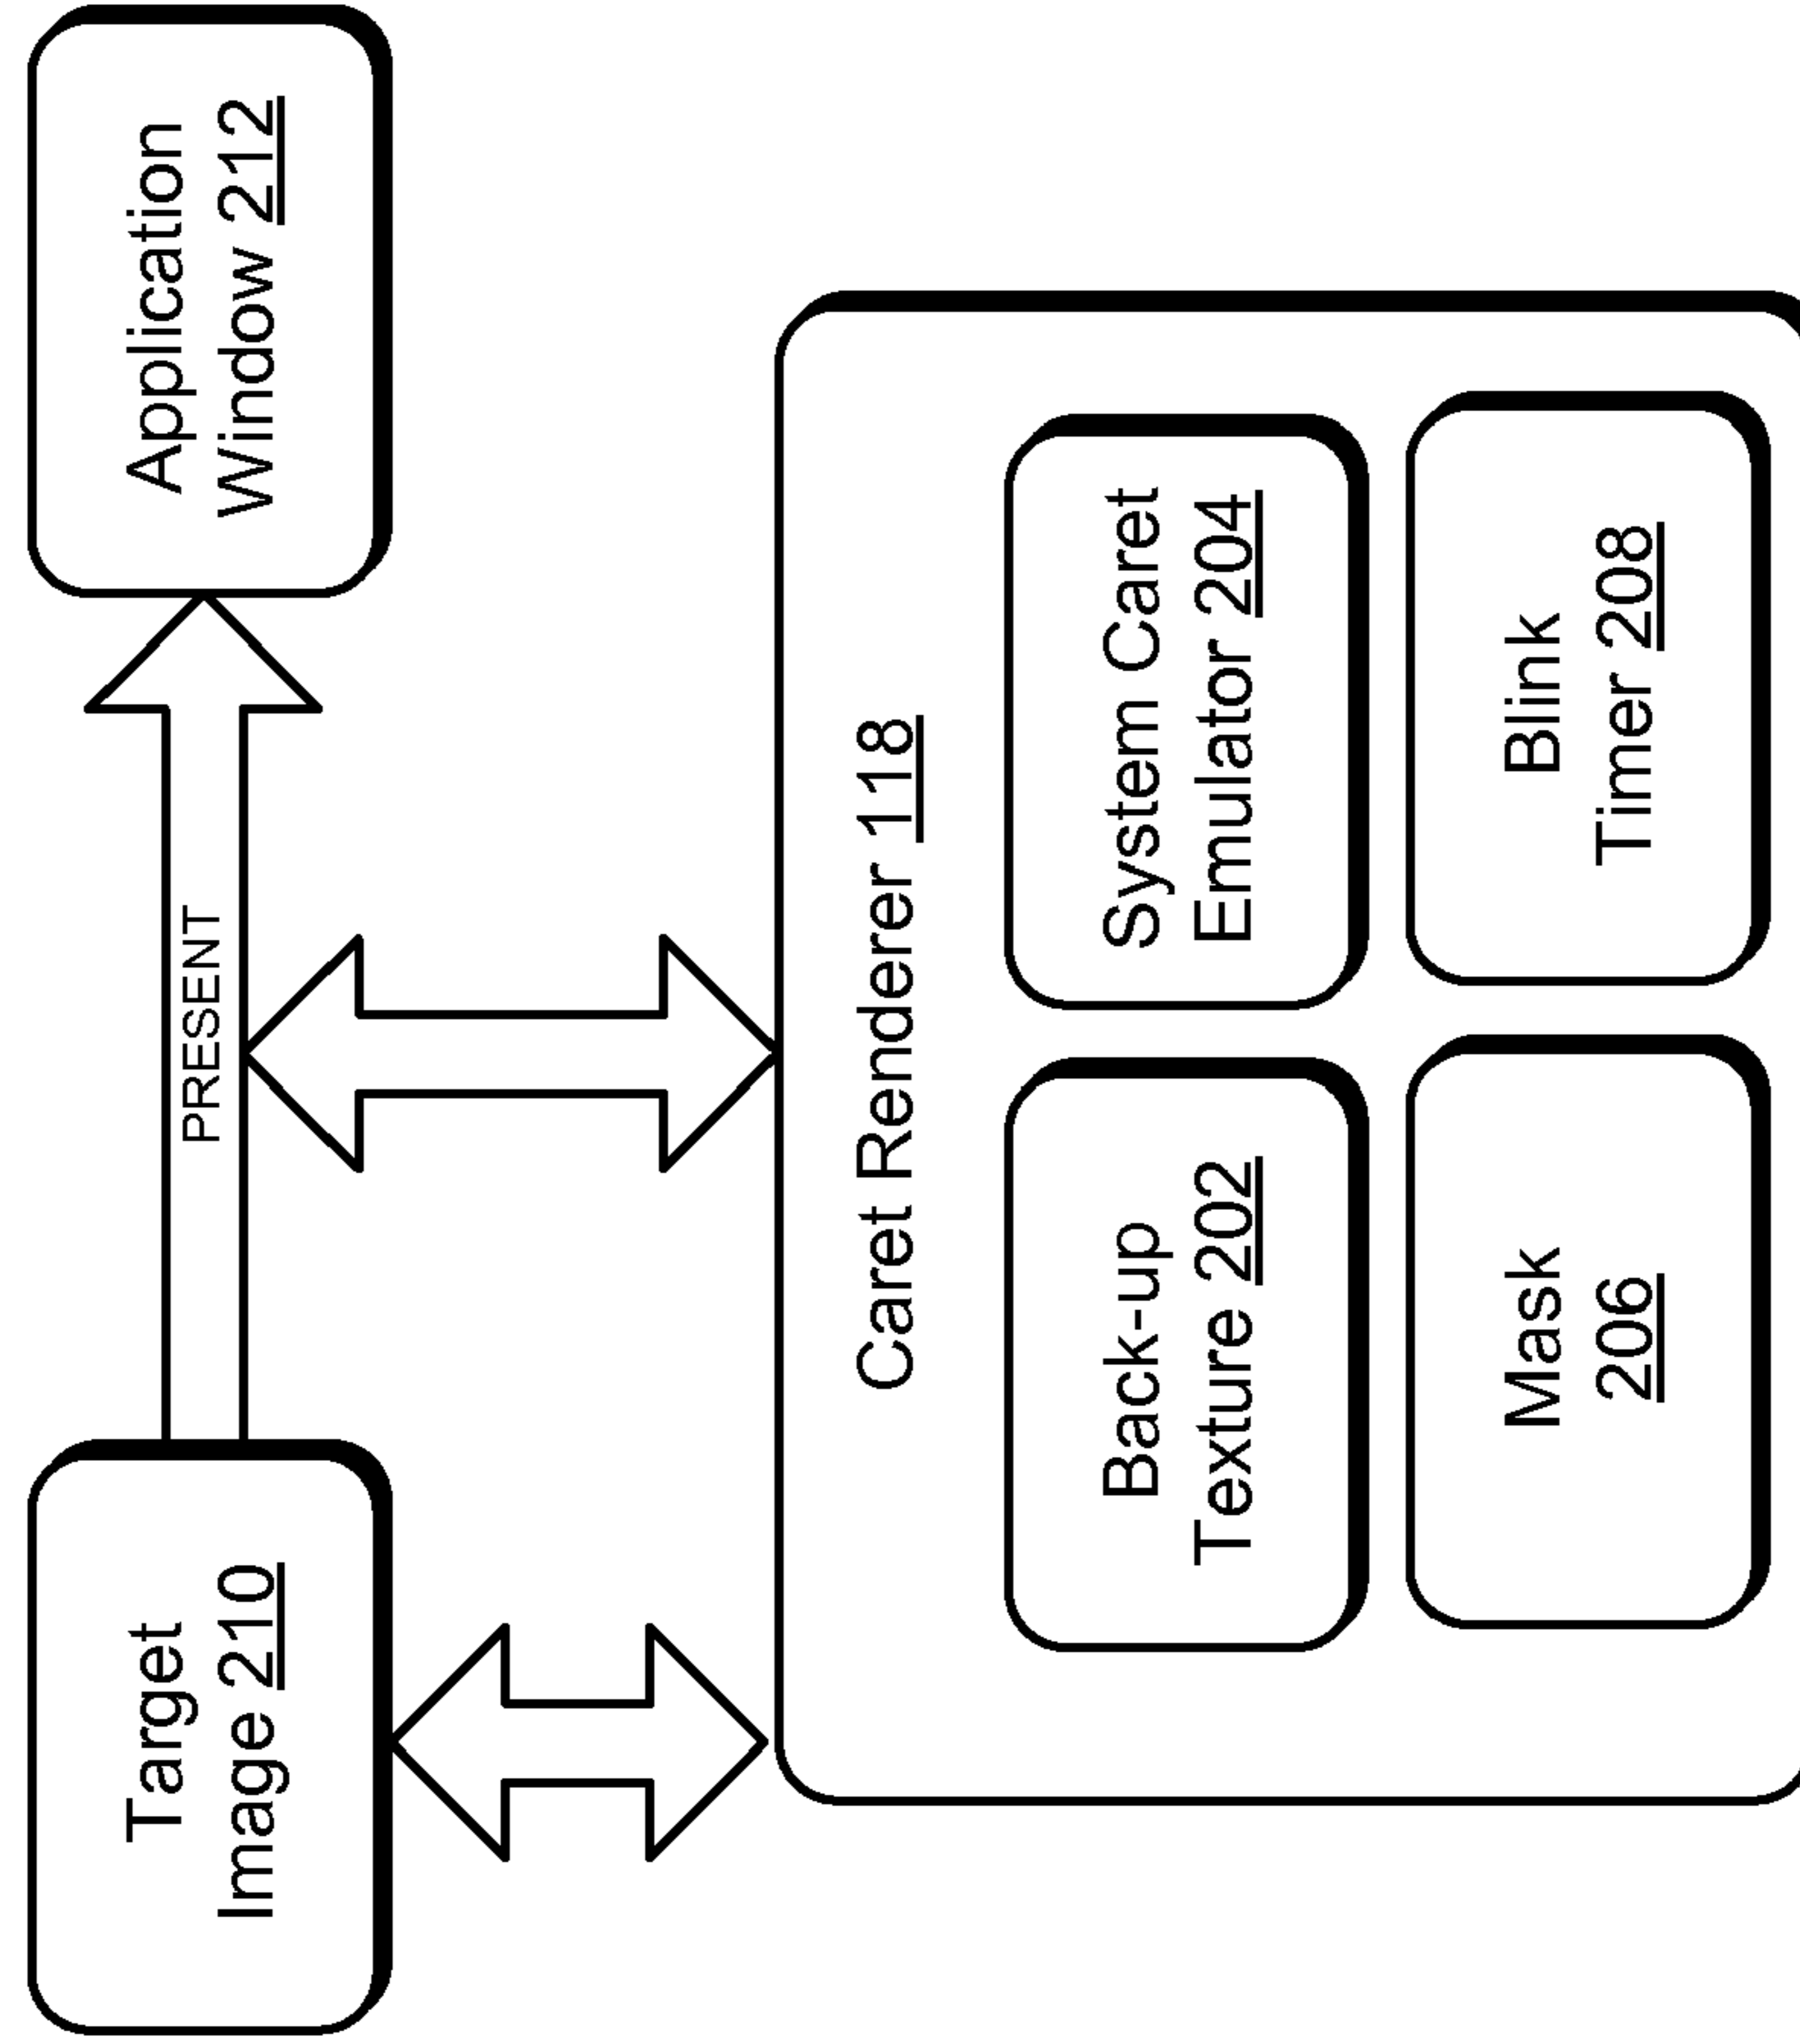 Target
Image 210
PRESENT
Application
Window 212
Caret Renderer 118
Back-up
Texture 202
System Caret
Emulator 204
Mask
206
Blink
Timer 208